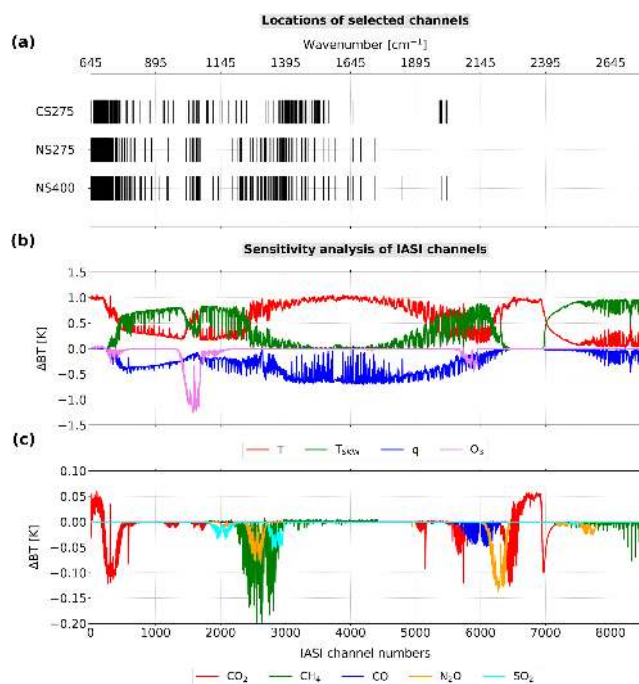 Locations of selected channels
(a)
Wavenumber [cm⁻¹]
645 895 1145 1395 1645 1895 2145 2395 2645
CS275
NS275
NS400
(b)
Sensitivity analysis of IASI channels
1.5
1.0
0.5
0.0
−0.5
−1.0
−1.5
ΔBT [K]
T T_skin q O₃
(c)
0.10
0.05
0.00
−0.05
−0.10
−0.15
−0.20
ΔBT [K]
0 1000 2000 3000 4000 5000 6000 7000 8000
IASI channel numbers
CO₂ CH₄ CO N₂O SO₂